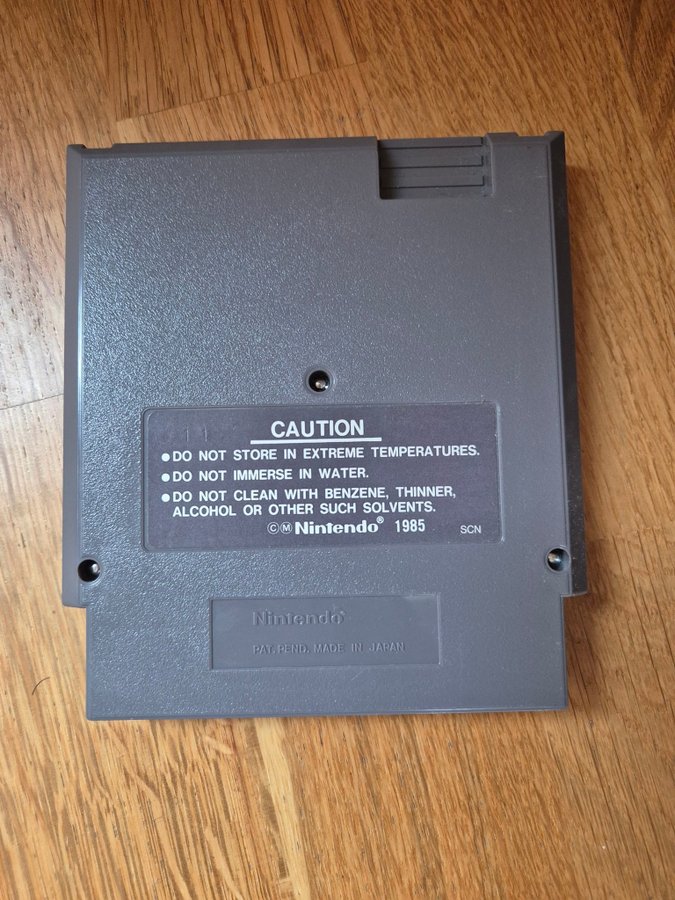 CAUTION
●DO NOT STORE IN EXTREME TEMPERATURES.
●DO NOT IMMERSE IN WATER.
●DO NOT CLEAN WITH BENZENE, THINNER,
ALCOHOL OR OTHER SUCH SOLVENTS.
ⒸⓂNintendo® 1985 SCN
Nintendo®
PAT. PEND. MADE IN JAPAN